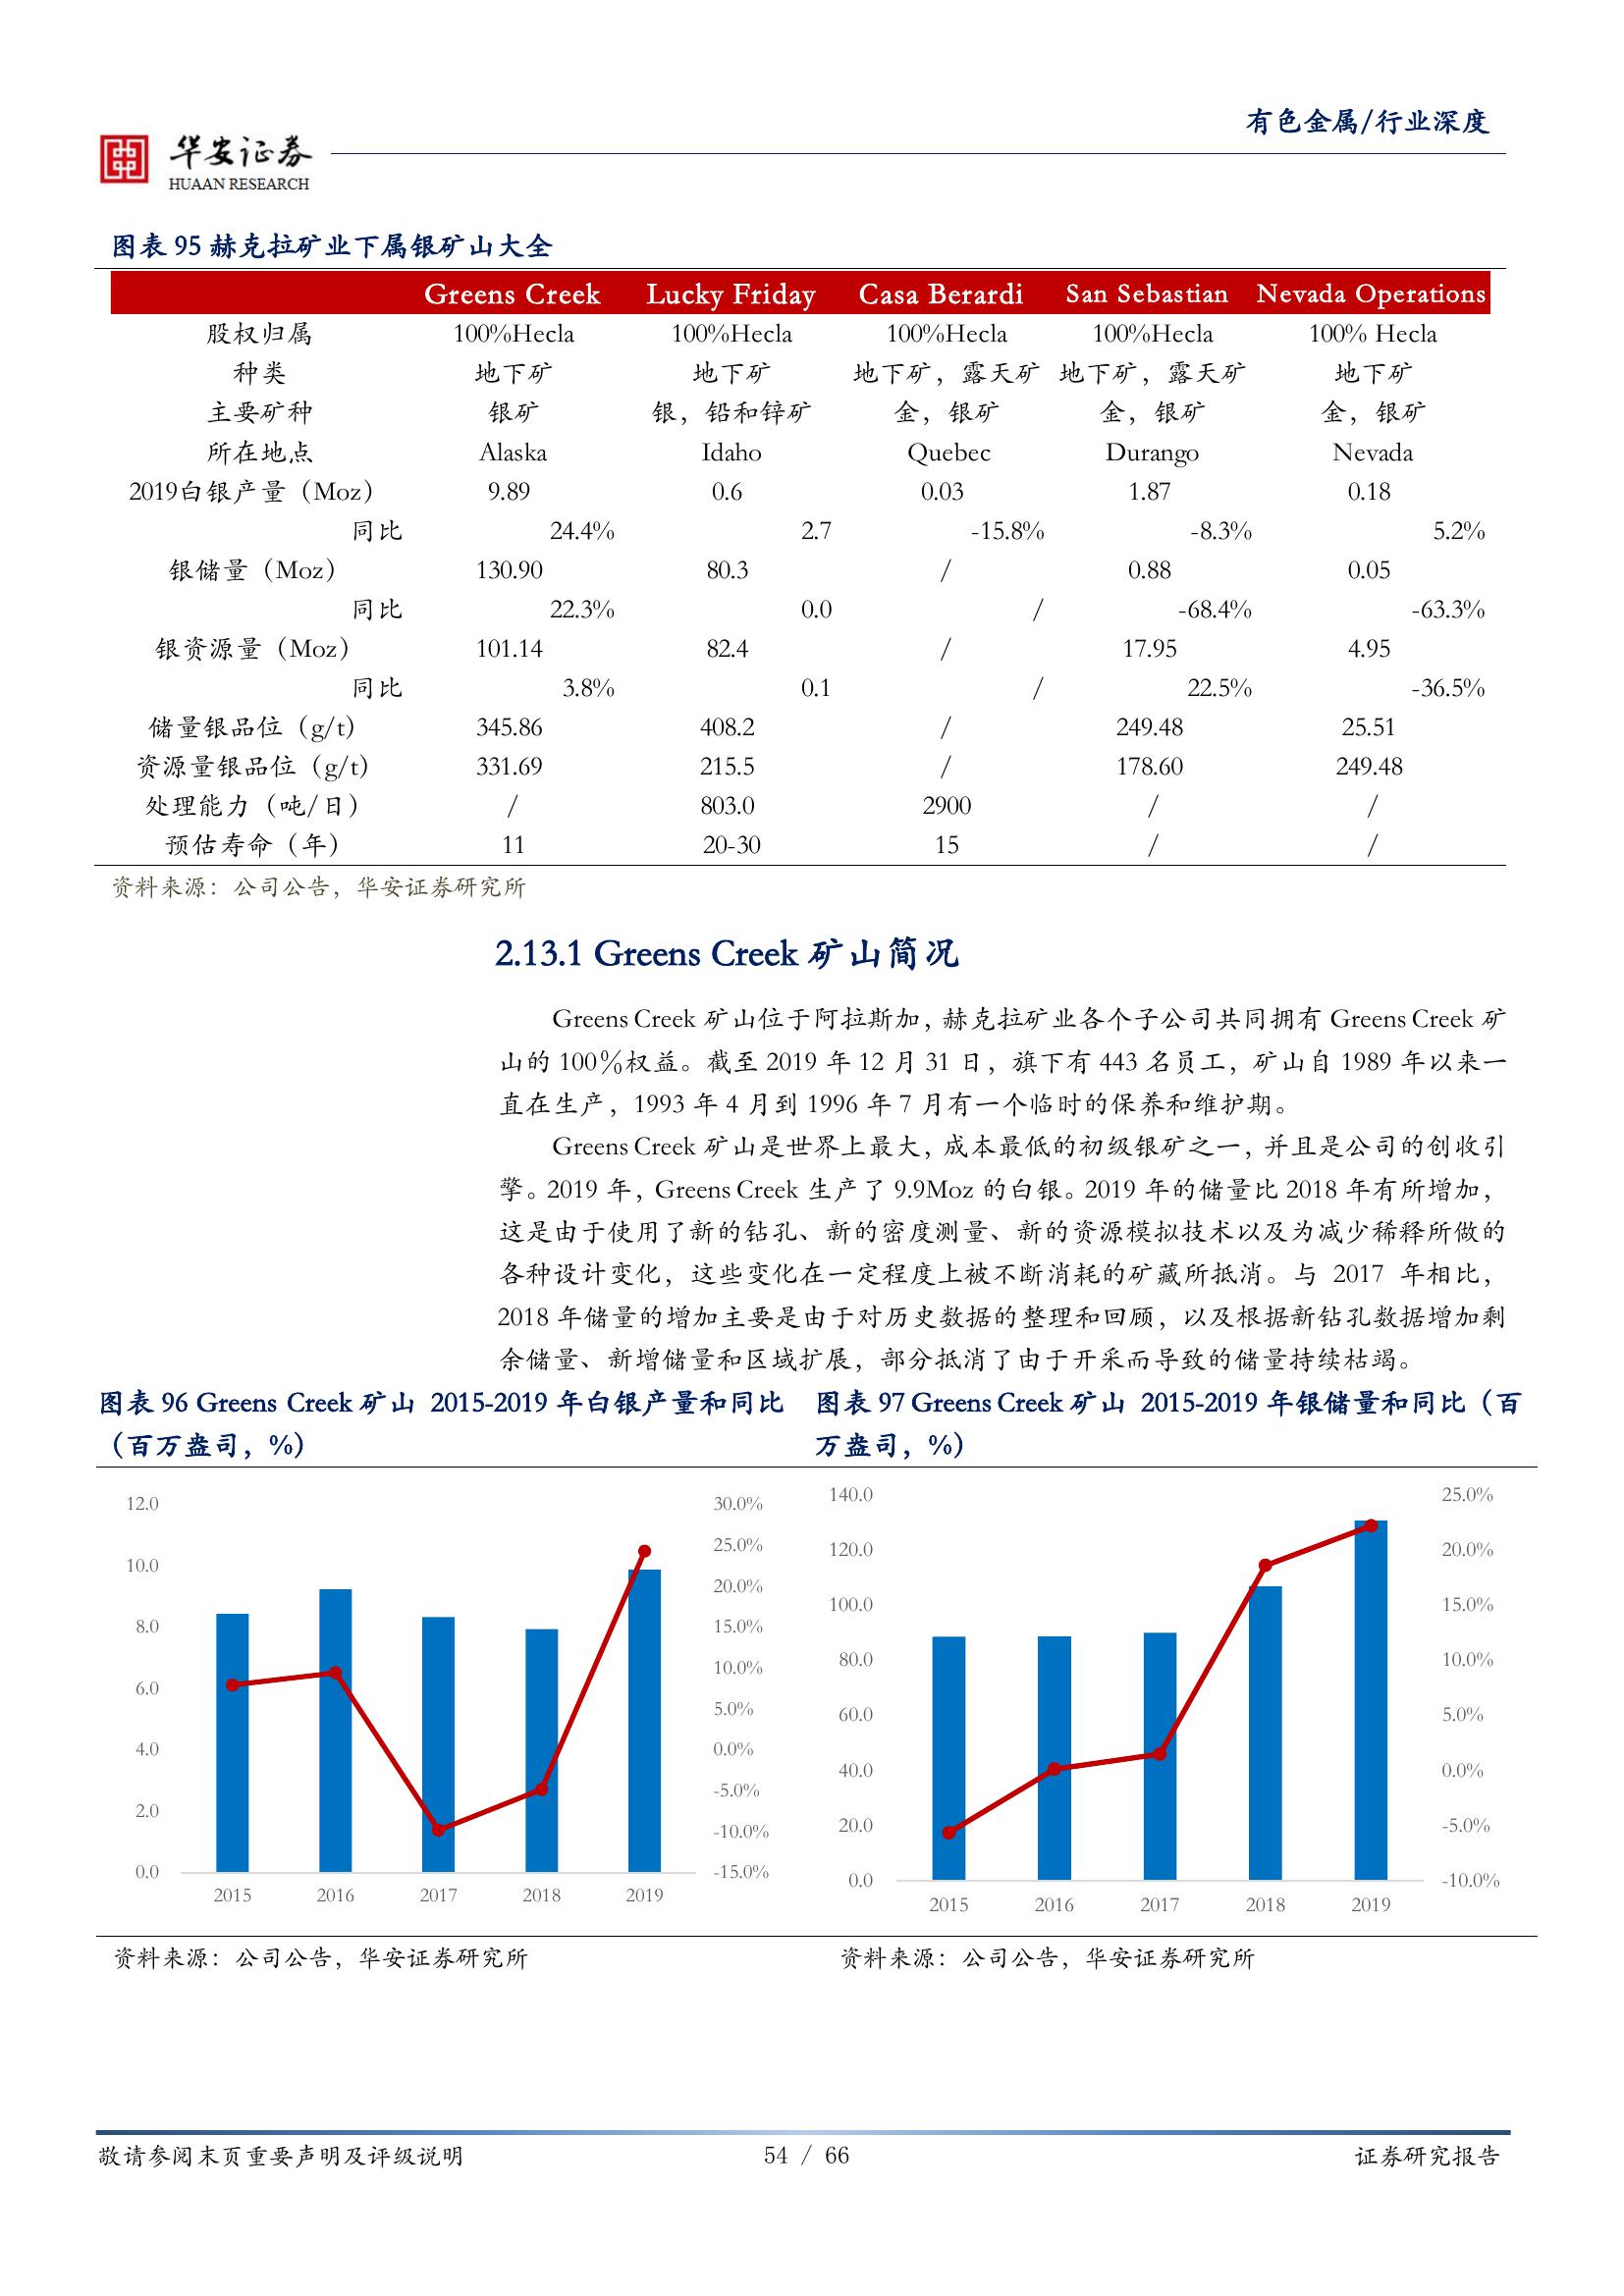 有色金属/行业深度
华安证券
HUAAN RESEARCH
图表 95 赫克拉矿业下属银矿山大全
Greens Creek Lucky Friday Casa Berardi San Sebastian Nevada Operations
股权归属 100%Hecla 100%Hecla 100%Hecla 100%Hecla 100% Hecla
种类 地下矿 地下矿 地下矿，露天矿 地下矿，露天矿 地下矿
主要矿种 银矿 银，铅和锌矿 金，银矿 金，银矿 金，银矿
所在地点 Alaska Idaho Quebec Durango Nevada
2019白银产量（Moz） 9.89 0.6 0.03 1.87 0.18
同比 24.4% 2.7 -15.8% -8.3% 5.2%
银储量（Moz） 130.90 80.3 / 0.88 0.05
同比 22.3% 0.0 / -68.4% -63.3%
银资源量（Moz） 101.14 82.4 / 17.95 4.95
同比 3.8% 0.1 / 22.5% -36.5%
储量银品位（g/t） 345.86 408.2 / 249.48 25.51
资源量银品位（g/t） 331.69 215.5 / 178.60 249.48
处理能力（吨/日） / 803.0 2900 / /
预估寿命（年） 11 20-30 15 / /
资料来源：公司公告，华安证券研究所
2.13.1 Greens Creek 矿山简况
Greens Creek 矿山位于阿拉斯加，赫克拉矿业各个子公司共同拥有 Greens Creek 矿
山的 100%权益。截至 2019 年 12 月 31 日，旗下有 443 名员工，矿山自 1989 年以来一
直在生产，1993 年 4 月到 1996 年 7 月有一个临时的保养和维护期。
Greens Creek 矿山是世界上最大，成本最低的初级银矿之一，并且是公司的创收引
擎。2019 年，Greens Creek 生产了 9.9Moz 的白银。2019 年的储量比 2018 年有所增加，
这是由于使用了新的钻孔、新的密度测量、新的资源模拟技术以及为减少稀释所做的
各种设计变化，这些变化在一定程度上被不断消耗的矿藏所抵消。与 2017 年相比，
2018 年储量的增加主要是由于对历史数据的整理和回顾，以及根据新钻孔数据增加剩
余储量、新增储量和区域扩展，部分抵消了由于开采而导致的储量持续枯竭。
图表 96 Greens Creek 矿山 2015-2019 年白银产量和同比
（百万盎司，%）
12.0 30.0%
25.0%
10.0
20.0%
8.0 15.0%
10.0%
6.0
5.0%
4.0 0.0%
-5.0%
2.0
-10.0%
0.0 -15.0%
2015 2016 2017 2018 2019
资料来源：公司公告，华安证券研究所
图表 97 Greens Creek 矿山 2015-2019 年银储量和同比（百
万盎司，%）
140.0 25.0%
120.0 20.0%
100.0 15.0%
80.0 10.0%
60.0 5.0%
40.0 0.0%
20.0 -5.0%
0.0 -10.0%
2015 2016 2017 2018 2019
资料来源：公司公告，华安证券研究所
敬请参阅末页重要声明及评级说明 54 / 66 证券研究报告